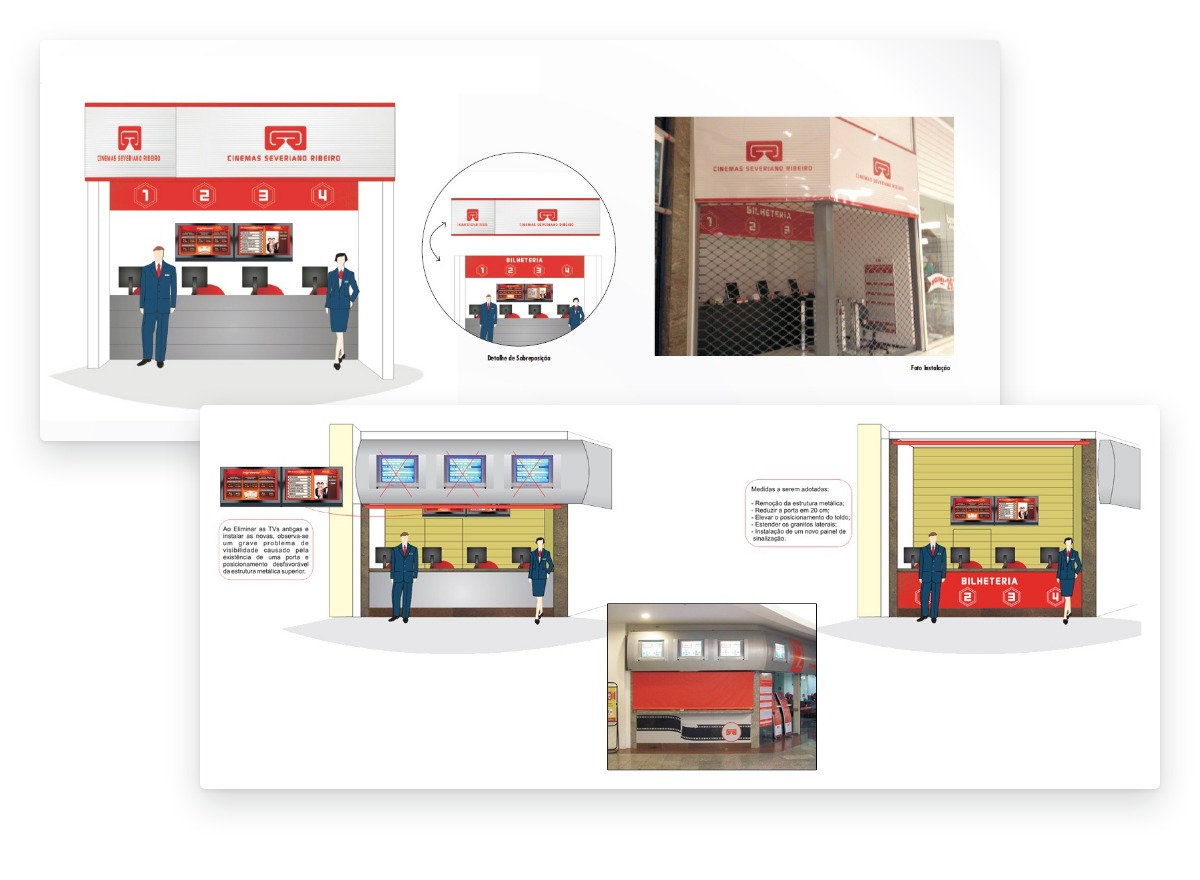 CINEMAS SEVERIANO RIBEIRO
CINEMAS SEVERIANO RIBEIRO
1 2 3 4
BILHETERIA
1 2 3 4
Detalhe de Sobreposição
CINEMAS SEVERIANO RIBEIRO
CINEMAS SEVERIANO RIBEIRO
BILHETERIA
1 2 3
Foto Instalação
Ao Eliminar as TVs antigas e
instalar as novas, observa-se
um grave problema de
visibilidade causado pela
existência de uma porta e
posicionamento desfavorável
da estrutura metálica superior.
Medidas a serem adotadas:
- Remoção da estrutura metálica;
- Reduzir a porta em 20 cm;
- Elevar o posicionamento do toldo;
- Estender os granitos laterais;
- Instalação de um novo painel de
sinalização.
BILHETERIA
2 3 4